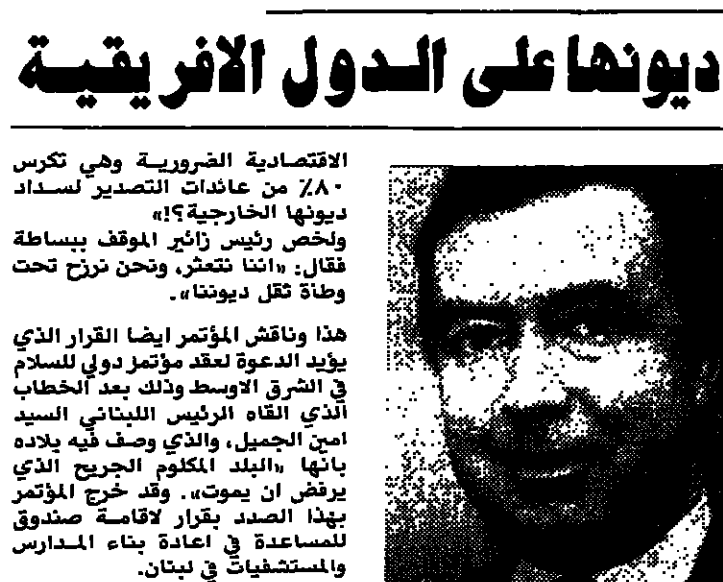 ديونها على الدول الافريقية
الاقتصادية الضرورية وهي تكرس
٨٠٪ من عائدات التصدير لسداد
ديونها الخارجية؟!»
ولخص رئيس زائير الموقف ببساطة
فقال: «اننا نتعثر، ونحن نرزح تحت
وطاة ثقل ديوننا».
هذا وناقش المؤتمر ايضا القرار الذي
يؤيد الدعوة لعقد مؤتمر دولي للسلام
في الشرق الاوسط وذلك بعد الخطاب
الذي القاه الرئيس اللبناني السيد
امين الجميل، والذي وصف فيه بلاده
بانها «البلد المكلوم الجريح الذي
يرفض ان يموت». وقد خرج المؤتمر
بهذا الصدد بقرار لاقامة صندوق
للمساعدة في اعادة بناء المدارس
والمستشفيات في لبنان.